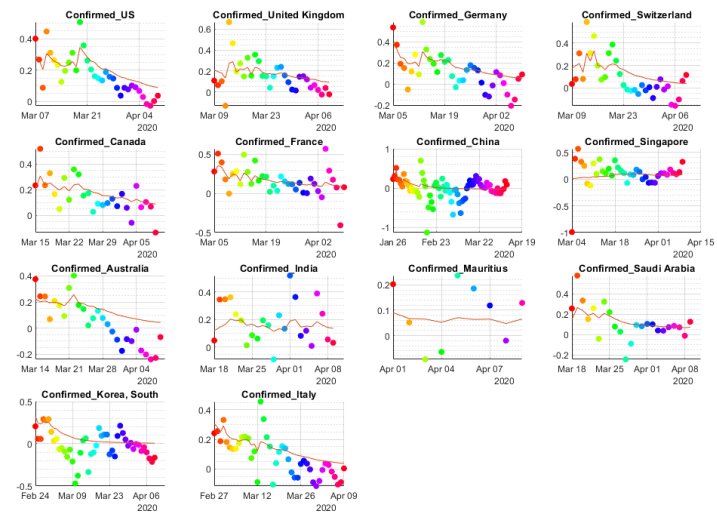 Confirmed_US
0.4
0.2
0
Mar 07
Mar 21
Apr 04
2020
Confirmed_United Kingdom
0.6
0.4
0.2
0
Mar 09
Mar 23
Apr 06
2020
Confirmed_Germany
0.4
0.2
0
-0.2
Mar 05
Mar 19
Apr 02
2020
Confirmed_Switzerland
0.4
0.2
0
Mar 09
Mar 23
Apr 06
2020
Confirmed_Canada
0.4
0.2
0
Mar 15
Mar 22
Mar 29
Apr 05
2020
Confirmed_France
0.5
0
-0.5
Mar 05
Mar 19
Apr 02
2020
Confirmed_China
1
0
-1
Jan 26
Feb 23
Mar 22
Apr 19
2020
Confirmed_Singapore
0.5
0
-0.5
-1
Mar 04
Mar 18
Apr 01
Apr 15
2020
Confirmed_Australia
0.4
0.2
0
-0.2
Mar 14
Mar 21
Mar 28
Apr 04
2020
Confirmed_India
0.4
0.2
0
Mar 18
Mar 25
Apr 01
Apr 08
2020
Confirmed_Mauritius
0.2
0.1
0
Apr 01
Apr 04
Apr 07
2020
Confirmed_Saudi Arabia
0.4
0.2
0
-0.2
Mar 18
Mar 25
Apr 01
Apr 08
2020
Confirmed_Korea, South
0.5
0
-0.5
Feb 24
Mar 09
Mar 23
Apr 06
2020
Confirmed_Italy
0.4
0.2
0
Feb 27
Mar 12
Mar 26
Apr 09
2020